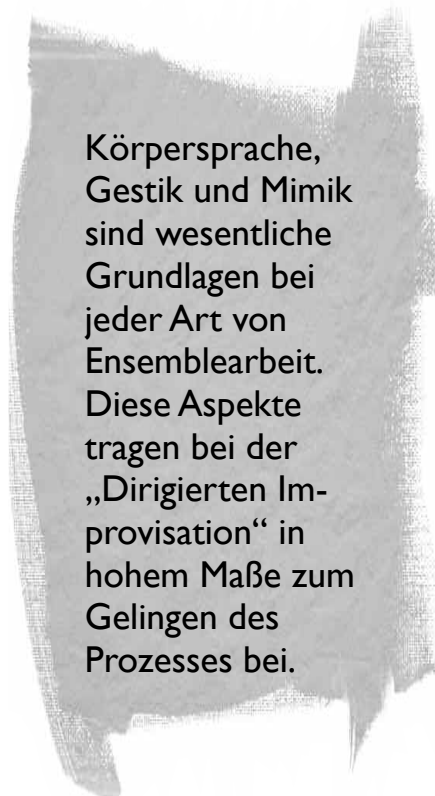 Körpersprache,
Gestik und Mimik
sind wesentliche
Grundlagen bei
jeder Art von
Ensemblearbeit.
Diese Aspekte
tragen bei der
„Dirigierten Im-
provisation“ in
hohem Maße zum
Gelingen des
Prozesses bei.